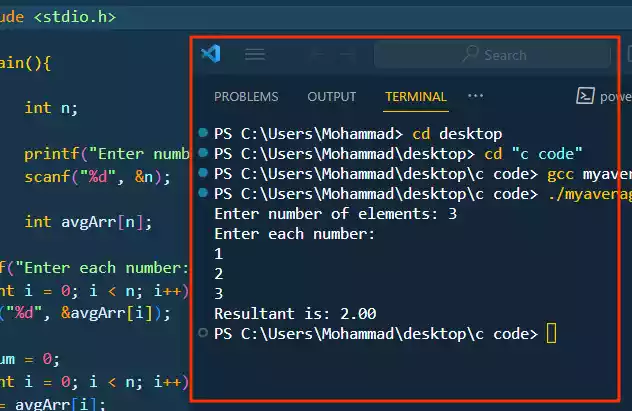 ude <stdio.h>
ain(){
int n;
printf("Enter numb
scanf("%d", &n);
int avgArr[n];
f("Enter each number:
nt i = 0; i < n; i++)
("%d", &avgArr[i]);
um = 0;
nt i = 0; i < n; i++)
= avgArr[i];
Search
PROBLEMS OUTPUT TERMINAL ··· powe
PS C:\Users\Mohammad> cd desktop
PS C:\Users\Mohammad\desktop> cd "c code"
PS C:\Users\Mohammad\desktop\c code> gcc myaver
PS C:\Users\Mohammad\desktop\c code> ./myaverag
Enter number of elements: 3
Enter each number:
1
2
3
Resultant is: 2.00
PS C:\Users\Mohammad\desktop\c code>